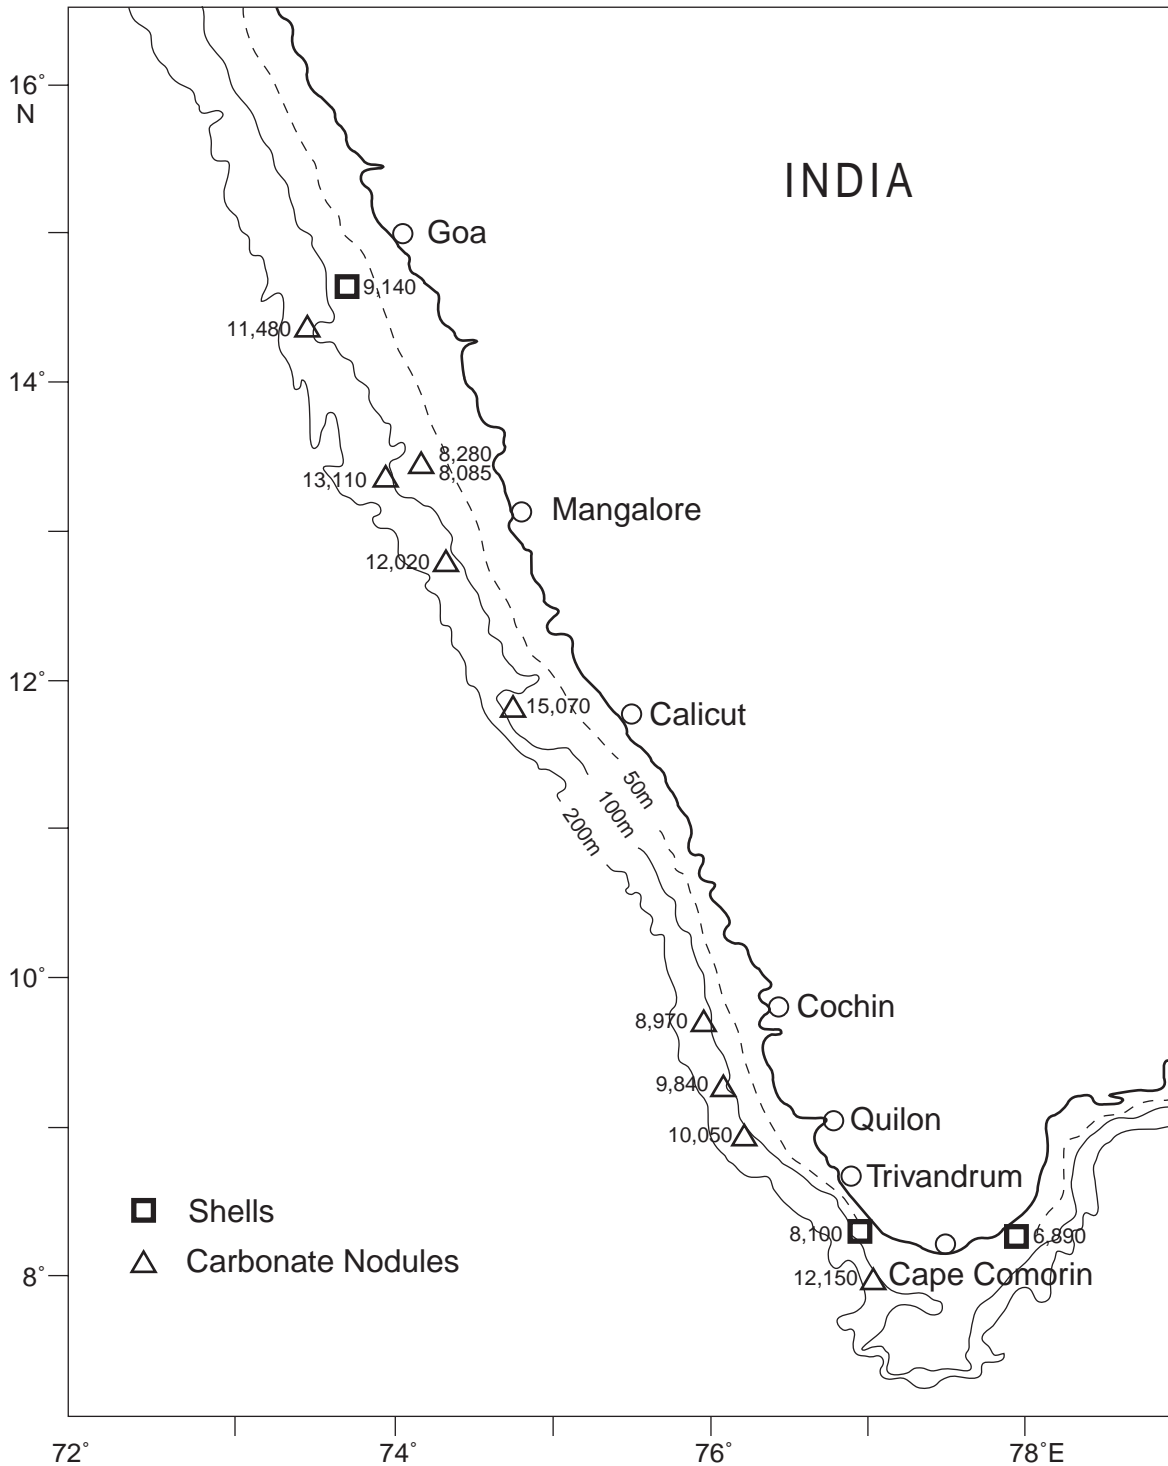 16°
N
INDIA
Goa
9,140
11,480
14°
8,280
8,085
13,110
Mangalore
12,020
12°
15,070
Calicut
50m
100m
200m
10°
Cochin
8,970
9,840
Quilon
10,050
Trivandrum
Shells
8,100
6,890
Carbonate Nodules
8°
12,150
Cape Comorin
72°
74°
76°
78°E